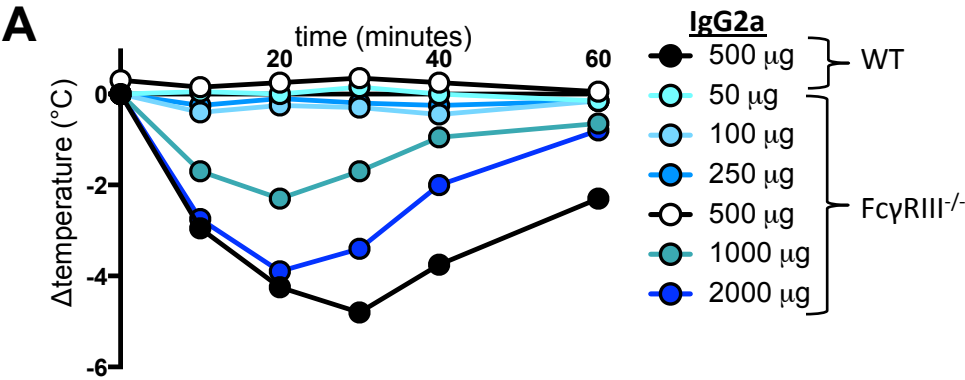 A
time (minutes)
20
40
60
0
-2
-4
-6
Δtemperature (°C)
IgG2a
500 µg
WT
50 µg
100 µg
250 µg
500 µg
1000 µg
2000 µg
FcγRIII-/-